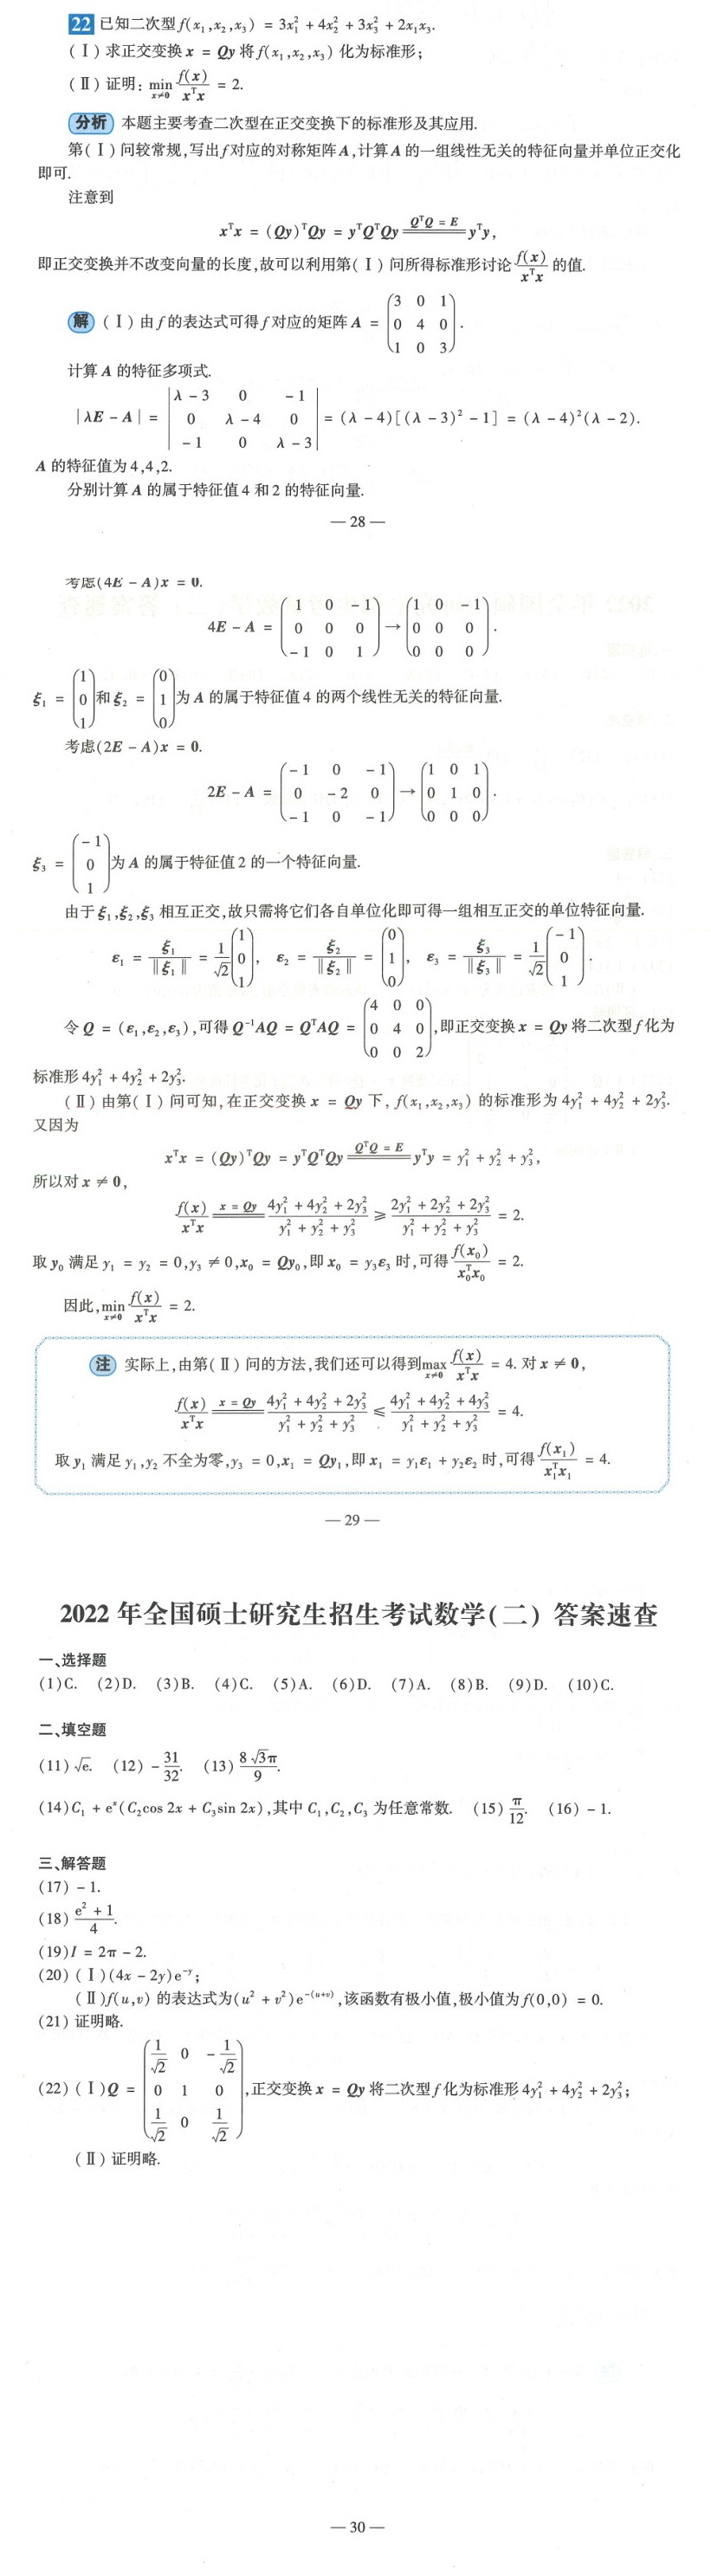 22 已知二次型 f(x₁,x₂,x₃) = 3x₁² + 4x₂² + 3x₃² + 2x₁x₃.
(Ⅰ) 求正交变换 x = Qy 将 f(x₁,x₂,x₃) 化为标准形;
(Ⅱ) 证明: min_{x≠0} f(x)/xᵀx = 2.
分析 本题主要考查二次型在正交变换下的标准形及其应用.
第(Ⅰ)问较常规,写出 f 对应的对称矩阵 A,计算 A 的一组线性无关的特征向量并单位正交化
即可.
注意到
xᵀx = (Qy)ᵀQy = yᵀQᵀQy ==(QᵀQ = E)== yᵀy,
即正交变换并不改变向量的长度,故可以利用第(Ⅰ)问所得标准形讨论 f(x)/xᵀx 的值.
解 (Ⅰ) 由 f 的表达式可得 f 对应的矩阵 A = (3 0 1; 0 4 0; 1 0 3).
计算 A 的特征多项式.
|λE − A| = |λ−3 0 −1; 0 λ−4 0; −1 0 λ−3| = (λ − 4)[(λ − 3)² − 1] = (λ − 4)²(λ − 2).
A 的特征值为 4,4,2.
分别计算 A 的属于特征值 4 和 2 的特征向量.
— 28 —
考虑(4E − A)x = 0.
4E − A = (1 0 −1; 0 0 0; −1 0 1) → (1 0 −1; 0 0 0; 0 0 0).
ξ₁ = (1; 0; 1) 和 ξ₂ = (0; 1; 0) 为 A 的属于特征值 4 的两个线性无关的特征向量.
考虑(2E − A)x = 0.
2E − A = (−1 0 −1; 0 −2 0; −1 0 −1) → (1 0 1; 0 1 0; 0 0 0).
ξ₃ = (−1; 0; 1) 为 A 的属于特征值 2 的一个特征向量.
由于 ξ₁,ξ₂,ξ₃ 相互正交,故只需将它们各自单位化即可得一组相互正交的单位特征向量.
ε₁ = ξ₁/‖ξ₁‖ = 1/√2 (1; 0; 1), ε₂ = ξ₂/‖ξ₂‖ = (0; 1; 0), ε₃ = ξ₃/‖ξ₃‖ = 1/√2 (−1; 0; 1).
令 Q = (ε₁,ε₂,ε₃),可得 Q⁻¹AQ = QᵀAQ = (4 0 0; 0 4 0; 0 0 2),即正交变换 x = Qy 将二次型 f 化为
标准形 4y₁² + 4y₂² + 2y₃².
(Ⅱ) 由第(Ⅰ)问可知,在正交变换 x = Qy 下, f(x₁,x₂,x₃) 的标准形为 4y₁² + 4y₂² + 2y₃².
又因为
xᵀx = (Qy)ᵀQy = yᵀQᵀQy ==(QᵀQ = E)== yᵀy = y₁² + y₂² + y₃²,
所以对 x ≠ 0,
f(x)/xᵀx ==(x = Qy)== (4y₁² + 4y₂² + 2y₃²)/(y₁² + y₂² + y₃²) ≥ (2y₁² + 2y₂² + 2y₃²)/(y₁² + y₂² + y₃²) = 2.
取 y₀ 满足 y₁ = y₂ = 0,y₃ ≠ 0,x₀ = Qy₀,即 x₀ = y₃ε₃ 时,可得 f(x₀)/x₀ᵀx₀ = 2.
因此, min_{x≠0} f(x)/xᵀx = 2.
注 实际上,由第(Ⅱ)问的方法,我们还可以得到 max_{x≠0} f(x)/xᵀx = 4. 对 x ≠ 0,
f(x)/xᵀx ==(x = Qy)== (4y₁² + 4y₂² + 2y₃²)/(y₁² + y₂² + y₃²) ≤ (4y₁² + 4y₂² + 4y₃²)/(y₁² + y₂² + y₃²) = 4.
取 y₁ 满足 y₁,y₂ 不全为零,y₃ = 0,x₁ = Qy₁,即 x₁ = y₁ε₁ + y₂ε₂ 时,可得 f(x₁)/x₁ᵀx₁ = 4.
— 29 —
2022 年全国硕士研究生招生考试数学(二) 答案速查
一、选择题
(1)C. (2)D. (3)B. (4)C. (5)A. (6)D. (7)A. (8)B. (9)D. (10)C.
二、填空题
(11) √e. (12) −31/32. (13) 8√3π/9.
(14) C₁ + eˣ(C₂cos 2x + C₃sin 2x),其中 C₁,C₂,C₃ 为任意常数. (15) π/12. (16) −1.
三、解答题
(17) −1.
(18) (e² + 1)/4.
(19) I = 2π − 2.
(20) (Ⅰ)(4x − 2y)e⁻ʸ;
(Ⅱ) f(u,v) 的表达式为 (u² + v²)e^{−(u+v)},该函数有极小值,极小值为 f(0,0) = 0.
(21) 证明略.
(22) (Ⅰ) Q = (1/√2 0 −1/√2; 0 1 0; 1/√2 0 1/√2),正交变换 x = Qy 将二次型 f 化为标准形 4y₁² + 4y₂² + 2y₃²;
(Ⅱ) 证明略.
— 30 —